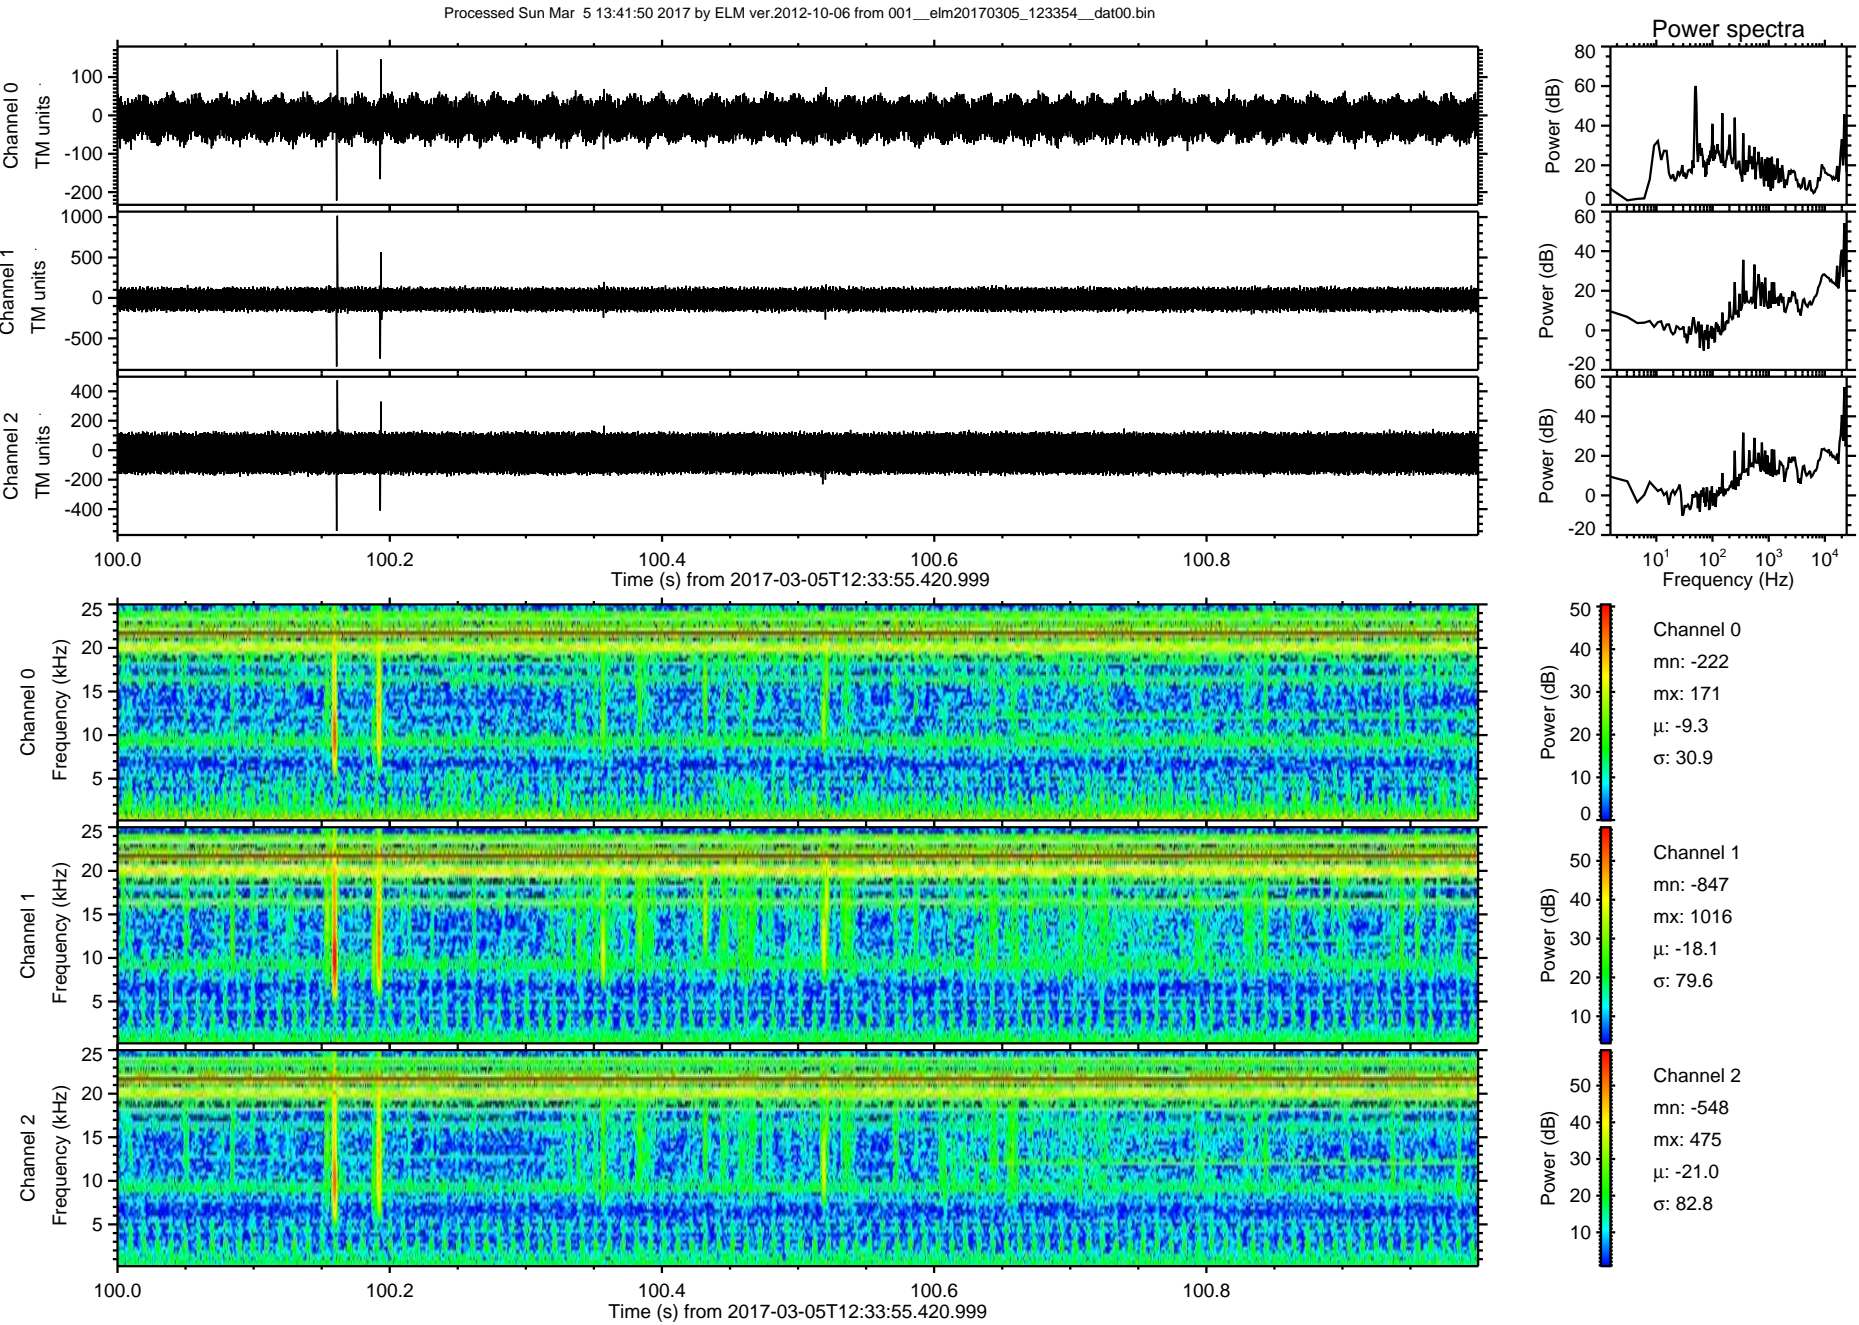 Processed Sun Mar  5 13:41:50 2017 by ELM ver.2012-10-06 from 001__elm20170305_123354__dat00.bin
Power spectra
Channel 0
TM units
100
0
-100
-200
Power (dB)
80
60
40
20
0
Channel 1
TM units
1000
500
0
-500
Power (dB)
60
40
20
0
-20
Channel 2
TM units
400
200
0
-200
-400
Power (dB)
60
40
20
0
-20
100.0 100.2 100.4 100.6 100.8
Time (s) from 2017-03-05T12:33:55.420.999
10¹ 10² 10³ 10⁴
Frequency (Hz)
Channel 0
Frequency (kHz)
25
20
15
10
5
Power (dB)
50
40
30
20
10
0
Channel 0
mn: -222
mx: 171
μ: -9.3
σ: 30.9
Channel 1
Frequency (kHz)
25
20
15
10
5
Power (dB)
50
40
30
20
10
Channel 1
mn: -847
mx: 1016
μ: -18.1
σ: 79.6
Channel 2
Frequency (kHz)
25
20
15
10
5
Power (dB)
50
40
30
20
10
Channel 2
mn: -548
mx: 475
μ: -21.0
σ: 82.8
100.0 100.2 100.4 100.6 100.8
Time (s) from 2017-03-05T12:33:55.420.999